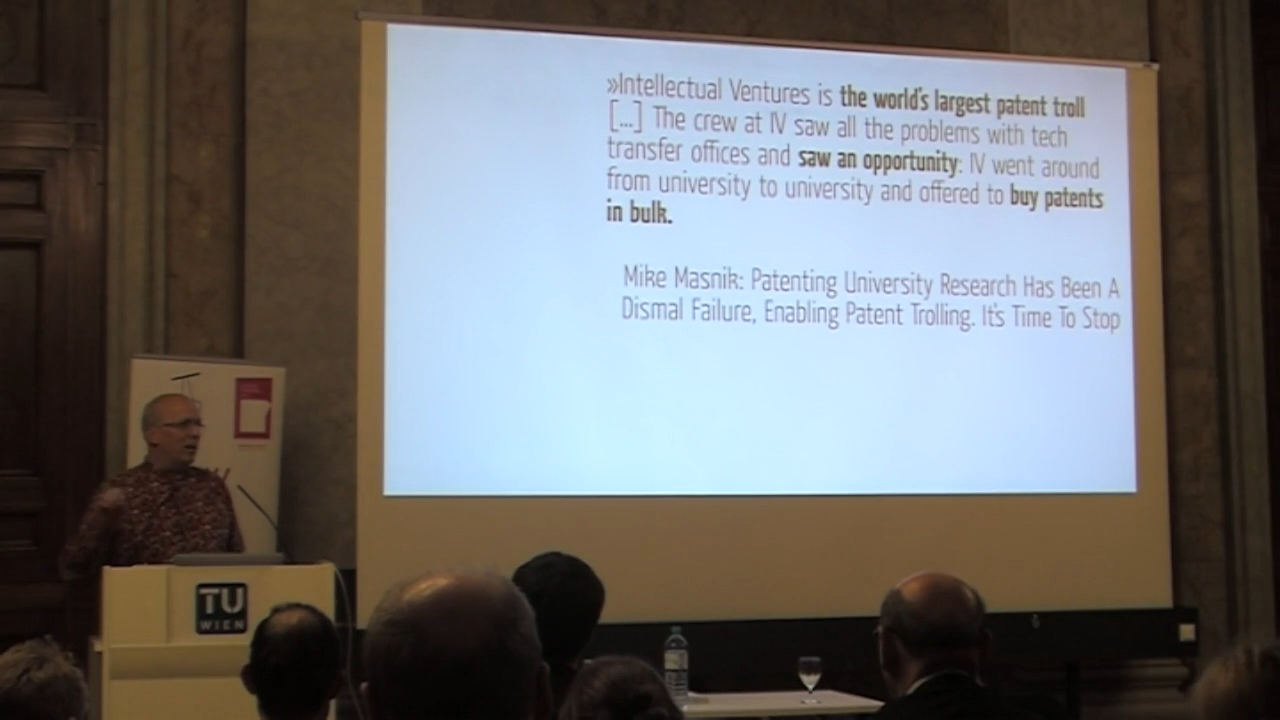 »Intellectual Ventures is the world's largest patent troll
[...] The crew at IV saw all the problems with tech
transfer offices and saw an opportunity: IV went around
from university to university and offered to buy patents
in bulk.
Mike Masnik: Patenting University Research Has Been A
Dismal Failure, Enabling Patent Trolling. It's Time To Stop
TU
WIEN